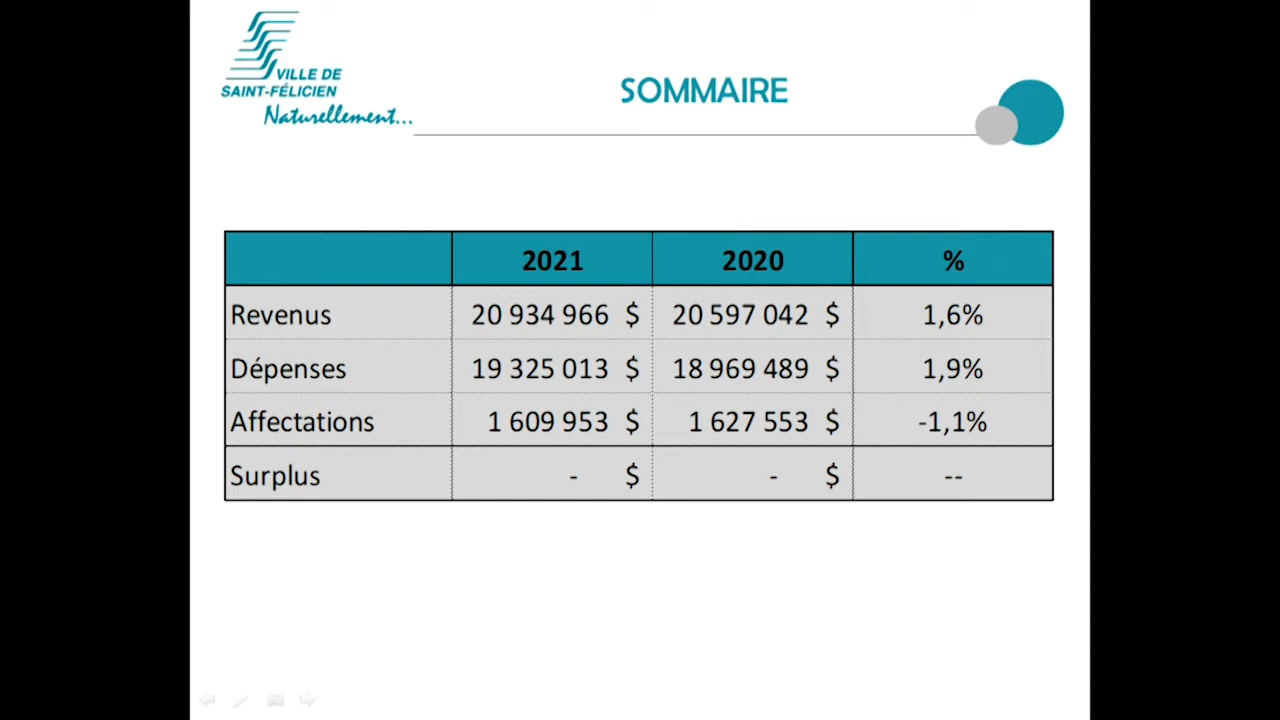 VILLE DE
SAINT-FÉLICIEN
Naturellement...
SOMMAIRE
2021 2020 %
Revenus 20 934 966 $ 20 597 042 $ 1,6%
Dépenses 19 325 013 $ 18 969 489 $ 1,9%
Affectations 1 609 953 $ 1 627 553 $ -1,1%
Surplus - $ - $ --